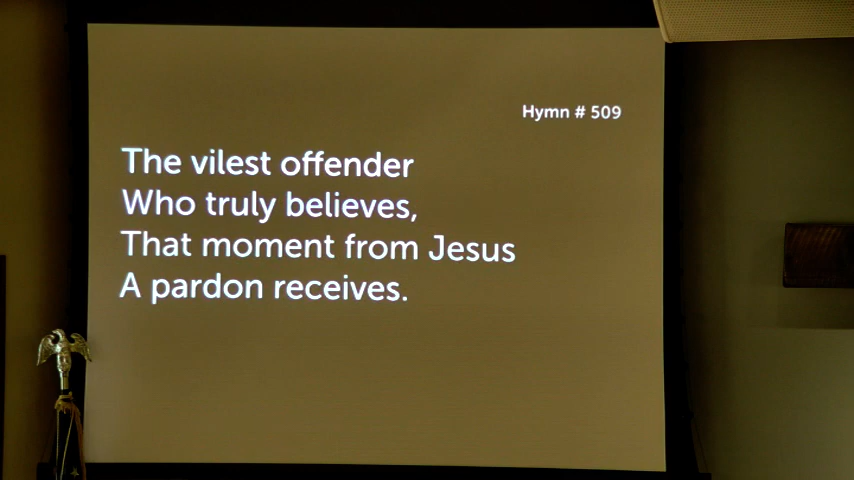 Hymn # 509
The vilest offender
Who truly believes,
That moment from Jesus
A pardon receives.